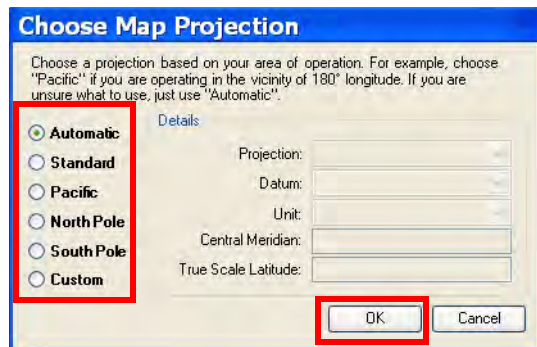 Choose Map Projection
Choose a projection based on your area of operation. For example, choose
"Pacific" if you are operating in the vicinity of 180° longitude. If you are
unsure what to use, just use "Automatic".
Automatic
Standard
Pacific
North Pole
South Pole
Custom
Details
Projection:
Datum:
Unit:
Central Meridian:
True Scale Latitude:
OK
Cancel